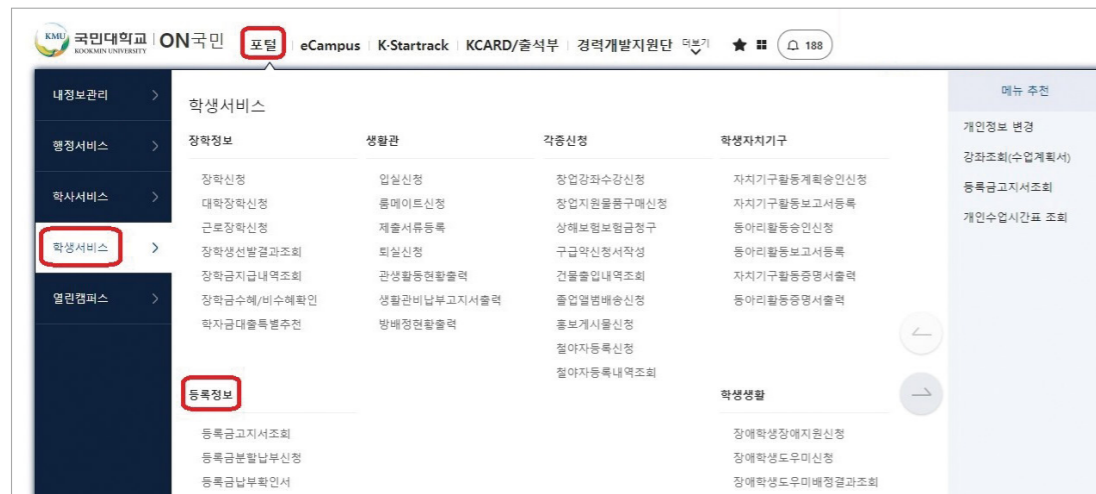 KMU 국민대학교 KOOKMIN UNIVERSITY ON국민 포털 eCampus K·Startrack KCARD/출석부 경력개발지원단 더보기 188
내정보관리
행정서비스
학사서비스
학생서비스
열린캠퍼스
학생서비스
장학정보
장학신청
대학장학신청
근로장학신청
장학생선발결과조회
장학금지급내역조회
장학금수혜/비수혜확인
학자금대출특별추천
생활관
입실신청
룸메이트신청
제출서류등록
퇴실신청
관생활동현황출력
생활관비납부고지서출력
방배정현황출력
각종신청
창업강좌수강신청
창업지원물품구매신청
상해보험보험금청구
구급약신청서작성
건물출입내역조회
졸업앨범배송신청
홍보게시물신청
철야자등록신청
철야자등록내역조회
학생자치기구
자치기구활동계획승인신청
자치기구활동보고서등록
동아리활동승인신청
동아리활동보고서등록
자치기구활동증명서출력
동아리활동증명서출력
등록정보
등록금고지서조회
등록금분할납부신청
등록금납부확인서
학생생활
장애학생장애지원신청
장애학생도우미신청
장애학생도우미배정결과조회
메뉴 추천
개인정보 변경
강좌조회(수업계획서)
등록금고지서조회
개인수업시간표 조회